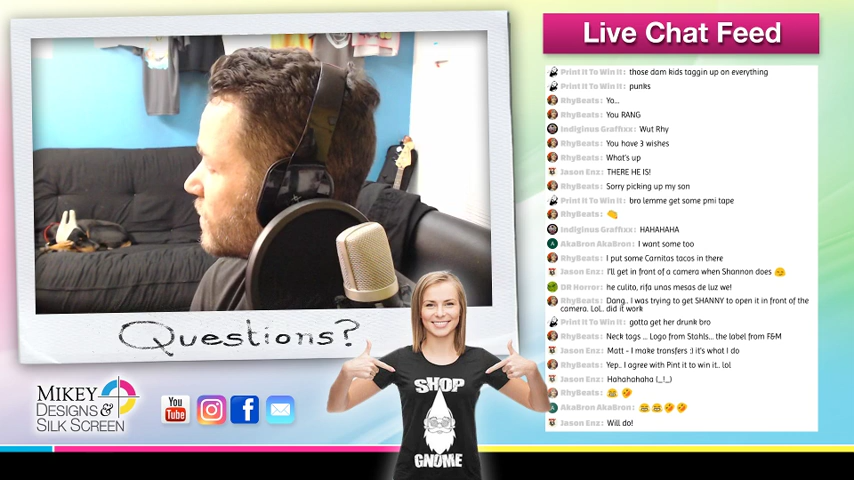 Live Chat Feed
Print It To Win It: those dam kids taggin up on everything
Print It To Win It: punks
RhyBeats: Yo...
RhyBeats: You RANG
Indiginus Graffixx: Wut Rhy
RhyBeats: You have 3 wishes
RhyBeats: What's up
Jason Enz: THERE HE IS!
RhyBeats: Sorry picking up my son
Print It To Win It: bro lemme get some pmi tape
RhyBeats:
Indiginus Graffixx: HAHAHAHA
AkaBron AkaBron: I want some too
RhyBeats: I put some Carnitas tacos in there
Jason Enz: I'll get in front of a camera when Shannon does 😏
DR Horror: he culito, rifa unas mesas de luz we!
RhyBeats: Dang.. I was trying to get SHANNY to open it in front of the
camera. Lol.. did it work
Print It To Win It: gotta get her drunk bro
RhyBeats: Neck tags ... Logo from Stahls... the label from F&M
Jason Enz: Matt - I make transfers :) it's what I do
RhyBeats: Yep.. I agree with Pint it to win it.. lol
Jason Enz: Hahahahaha (_!_)
RhyBeats: 😂 🤣
AkaBron AkaBron: 😂 😂 🤣 🤣
Jason Enz: Will do!
Questions?
MIKEY
DESIGNS &
SILK SCREEN
You
Tube
SHOP
GNOME